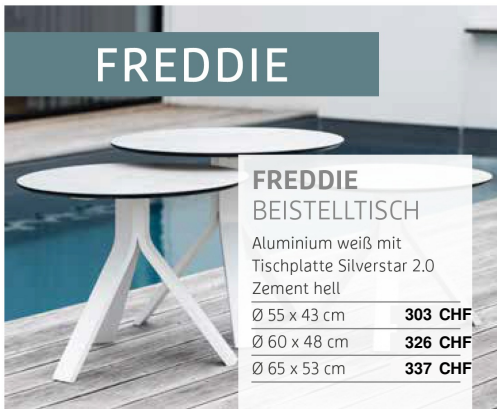 FREDDIE
FREDDIE
BEISTELLTISCH
Aluminium weiß mit
Tischplatte Silverstar 2.0
Zement hell
Ø 55 x 43 cm 303 CHF
Ø 60 x 48 cm 326 CHF
Ø 65 x 53 cm 337 CHF